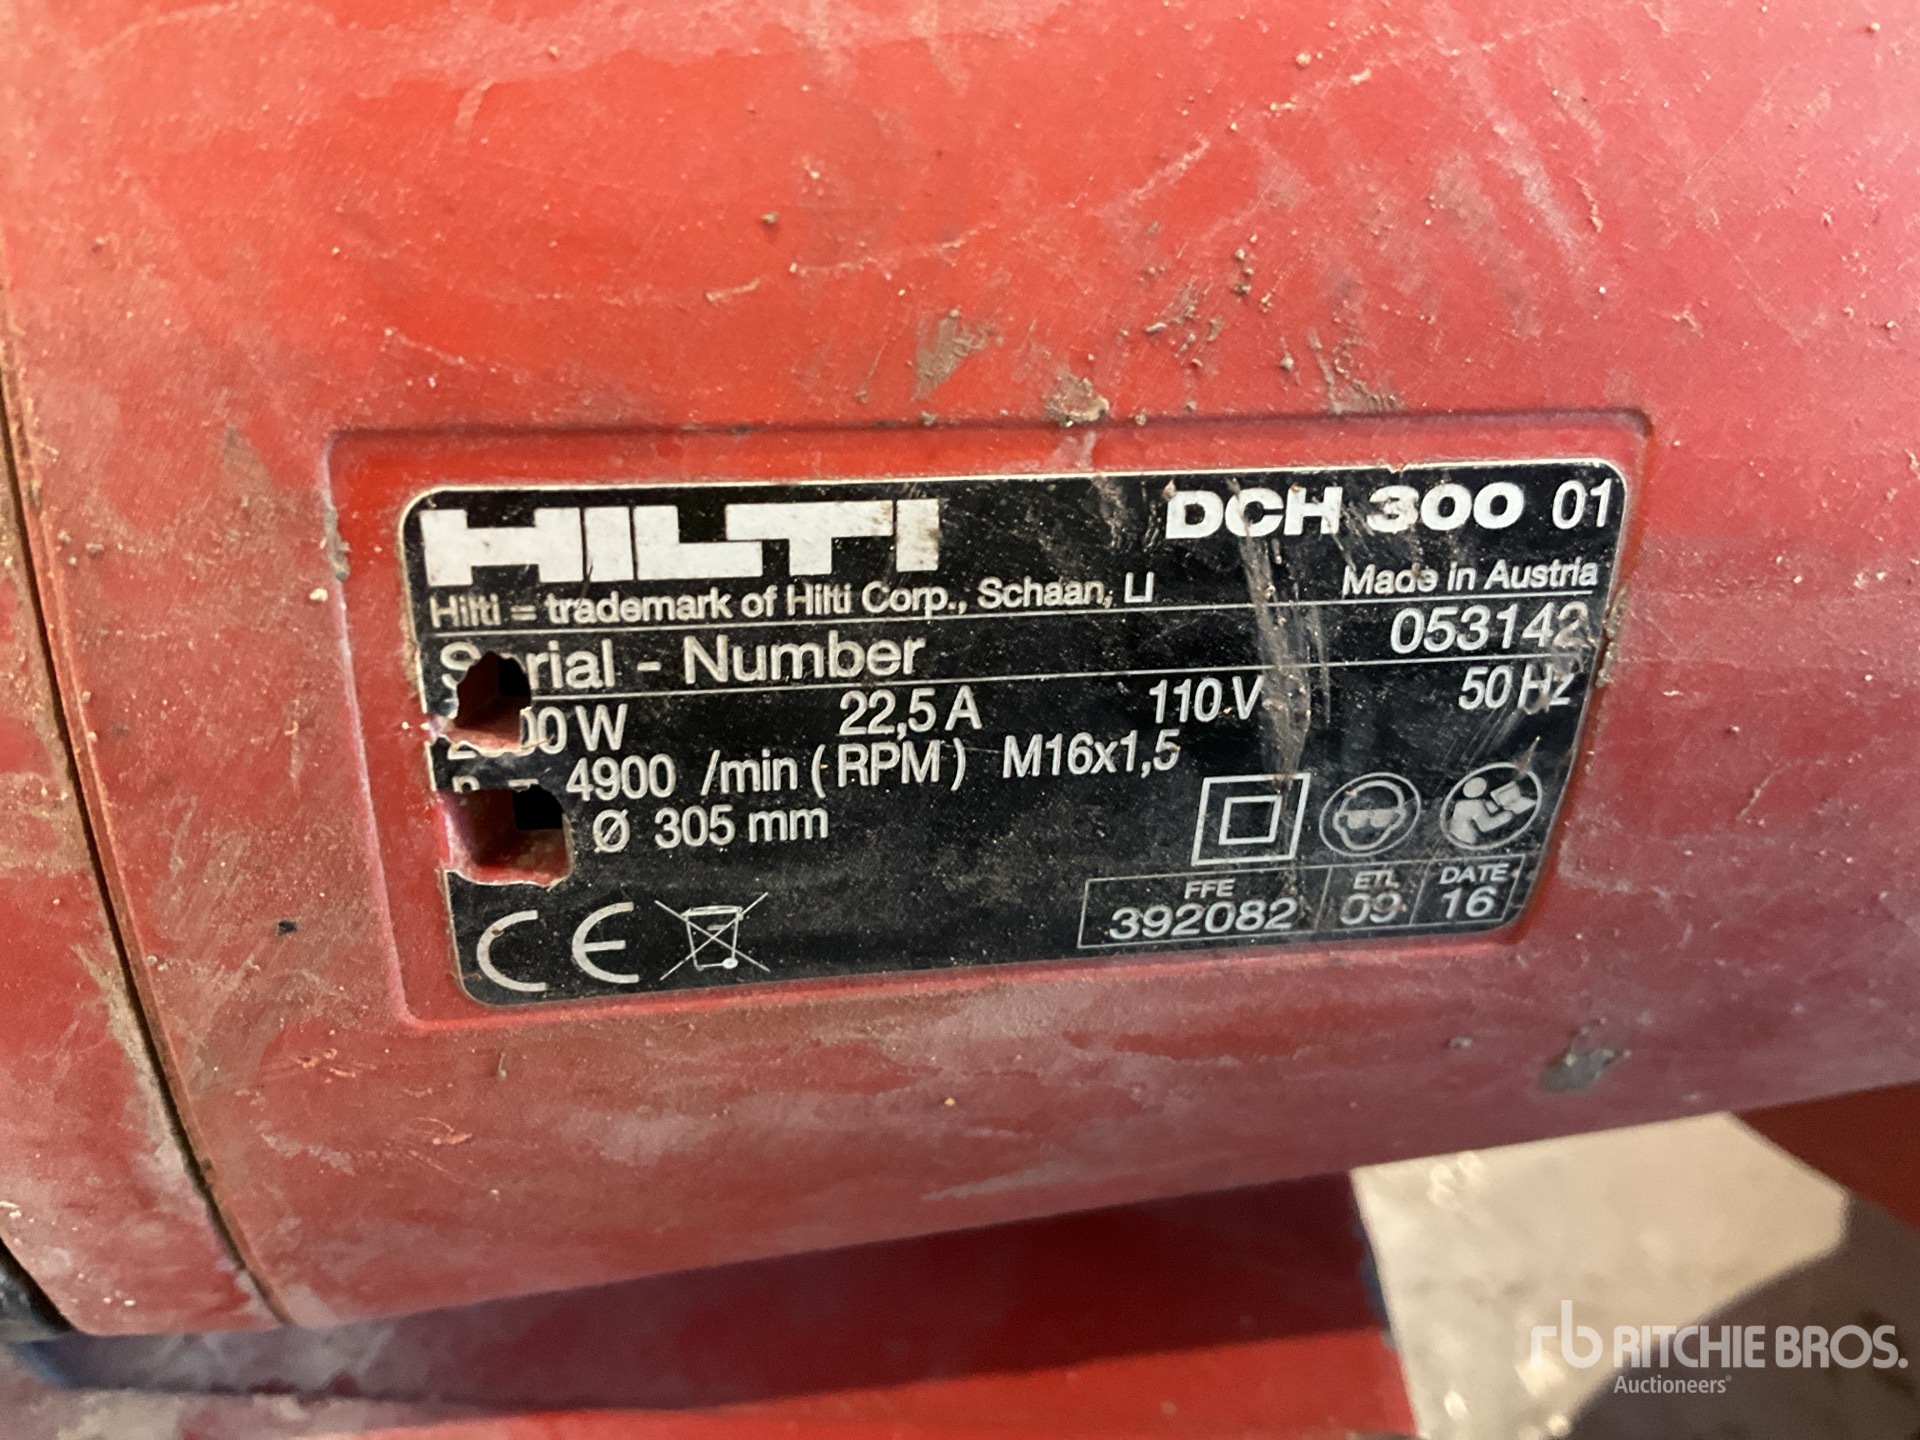 HILTI DCH 300 01
Hilti = trademark of Hilti Corp., Schaan, LI Made in Austria
Serial - Number 053142
22,5 A 110 V 50 Hz
4900 /min ( RPM ) M16x1,5
Ø 305 mm
FFE ETL DATE
392082 09 16
CE
rb RITCHIE BROS.
Auctioneers